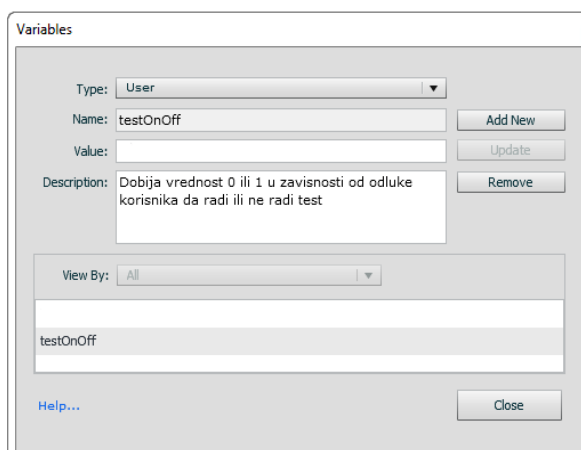 Variables
Type: User
Name: testOnOff Add New
Value: Update
Description: Dobija vrednost 0 ili 1 u zavisnosti od odluke Remove
korisnika da radi ili ne radi test
View By: All
testOnOff
Help... Close